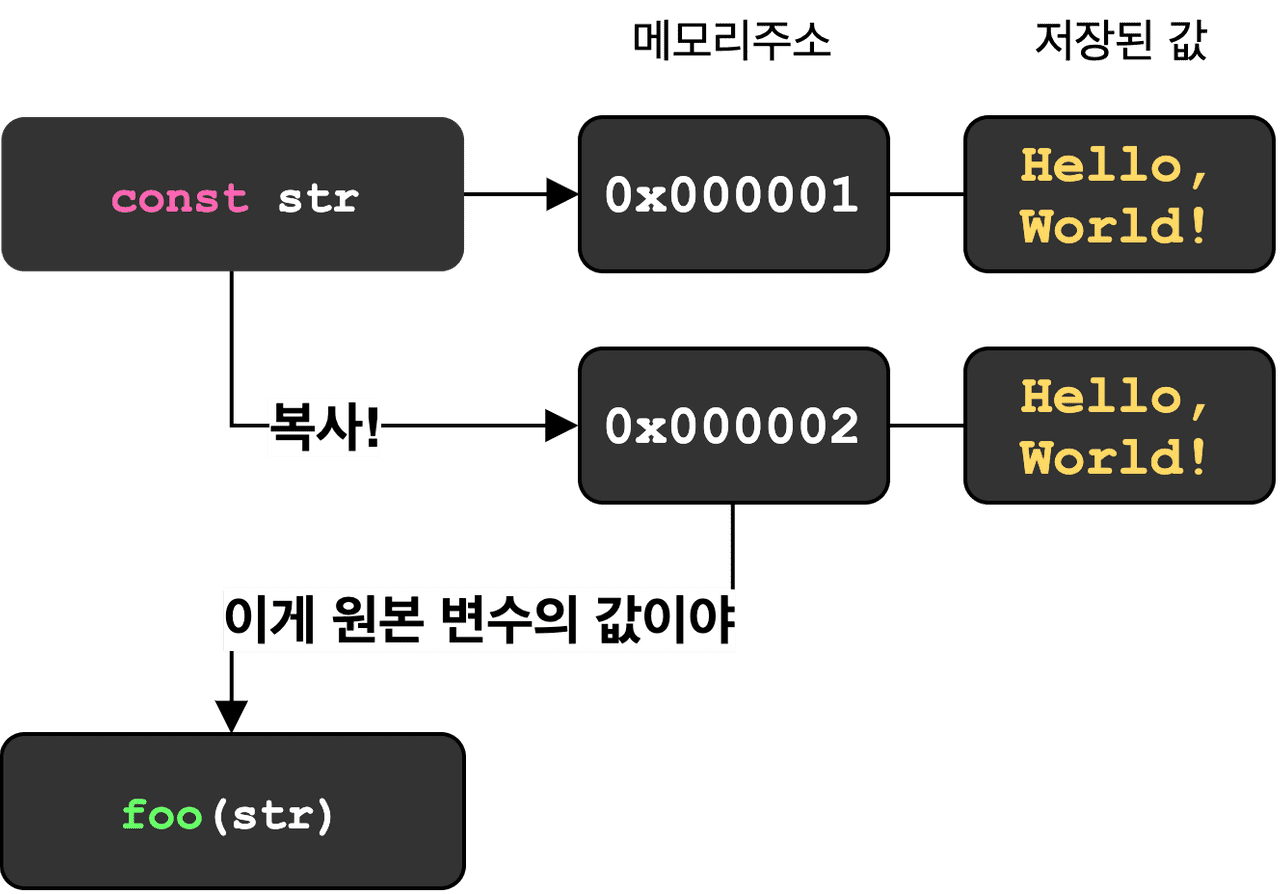 메모리주소
저장된 값
const str
0x000001
Hello,
World!
복사!
0x000002
Hello,
World!
이게 원본 변수의 값이야
foo(str)